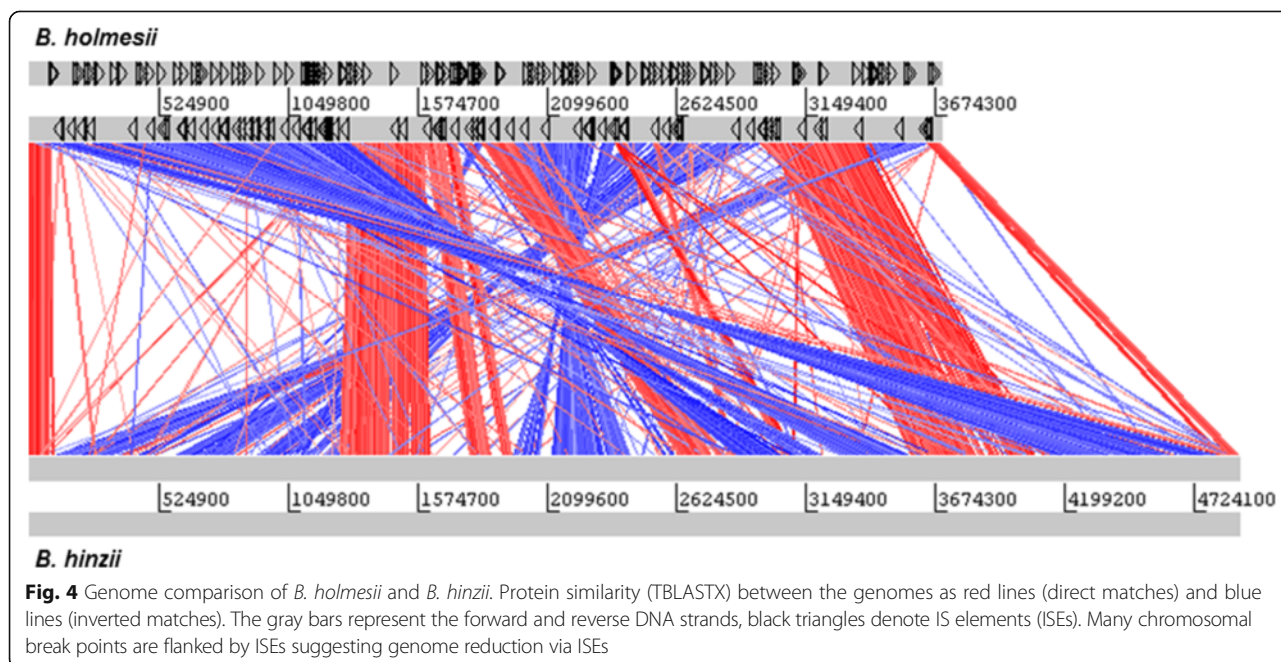 B. holmesii
524900 1049800 1574700 2099600 2624500 3149400 3674300
524900 1049800 1574700 2099600 2624500 3149400 3674300 4199200 4724100
B. hinzii
Fig. 4 Genome comparison of B. holmesii and B. hinzii. Protein similarity (TBLASTX) between the genomes as red lines (direct matches) and blue
lines (inverted matches). The gray bars represent the forward and reverse DNA strands, black triangles denote IS elements (ISEs). Many chromosomal
break points are flanked by ISEs suggesting genome reduction via ISEs